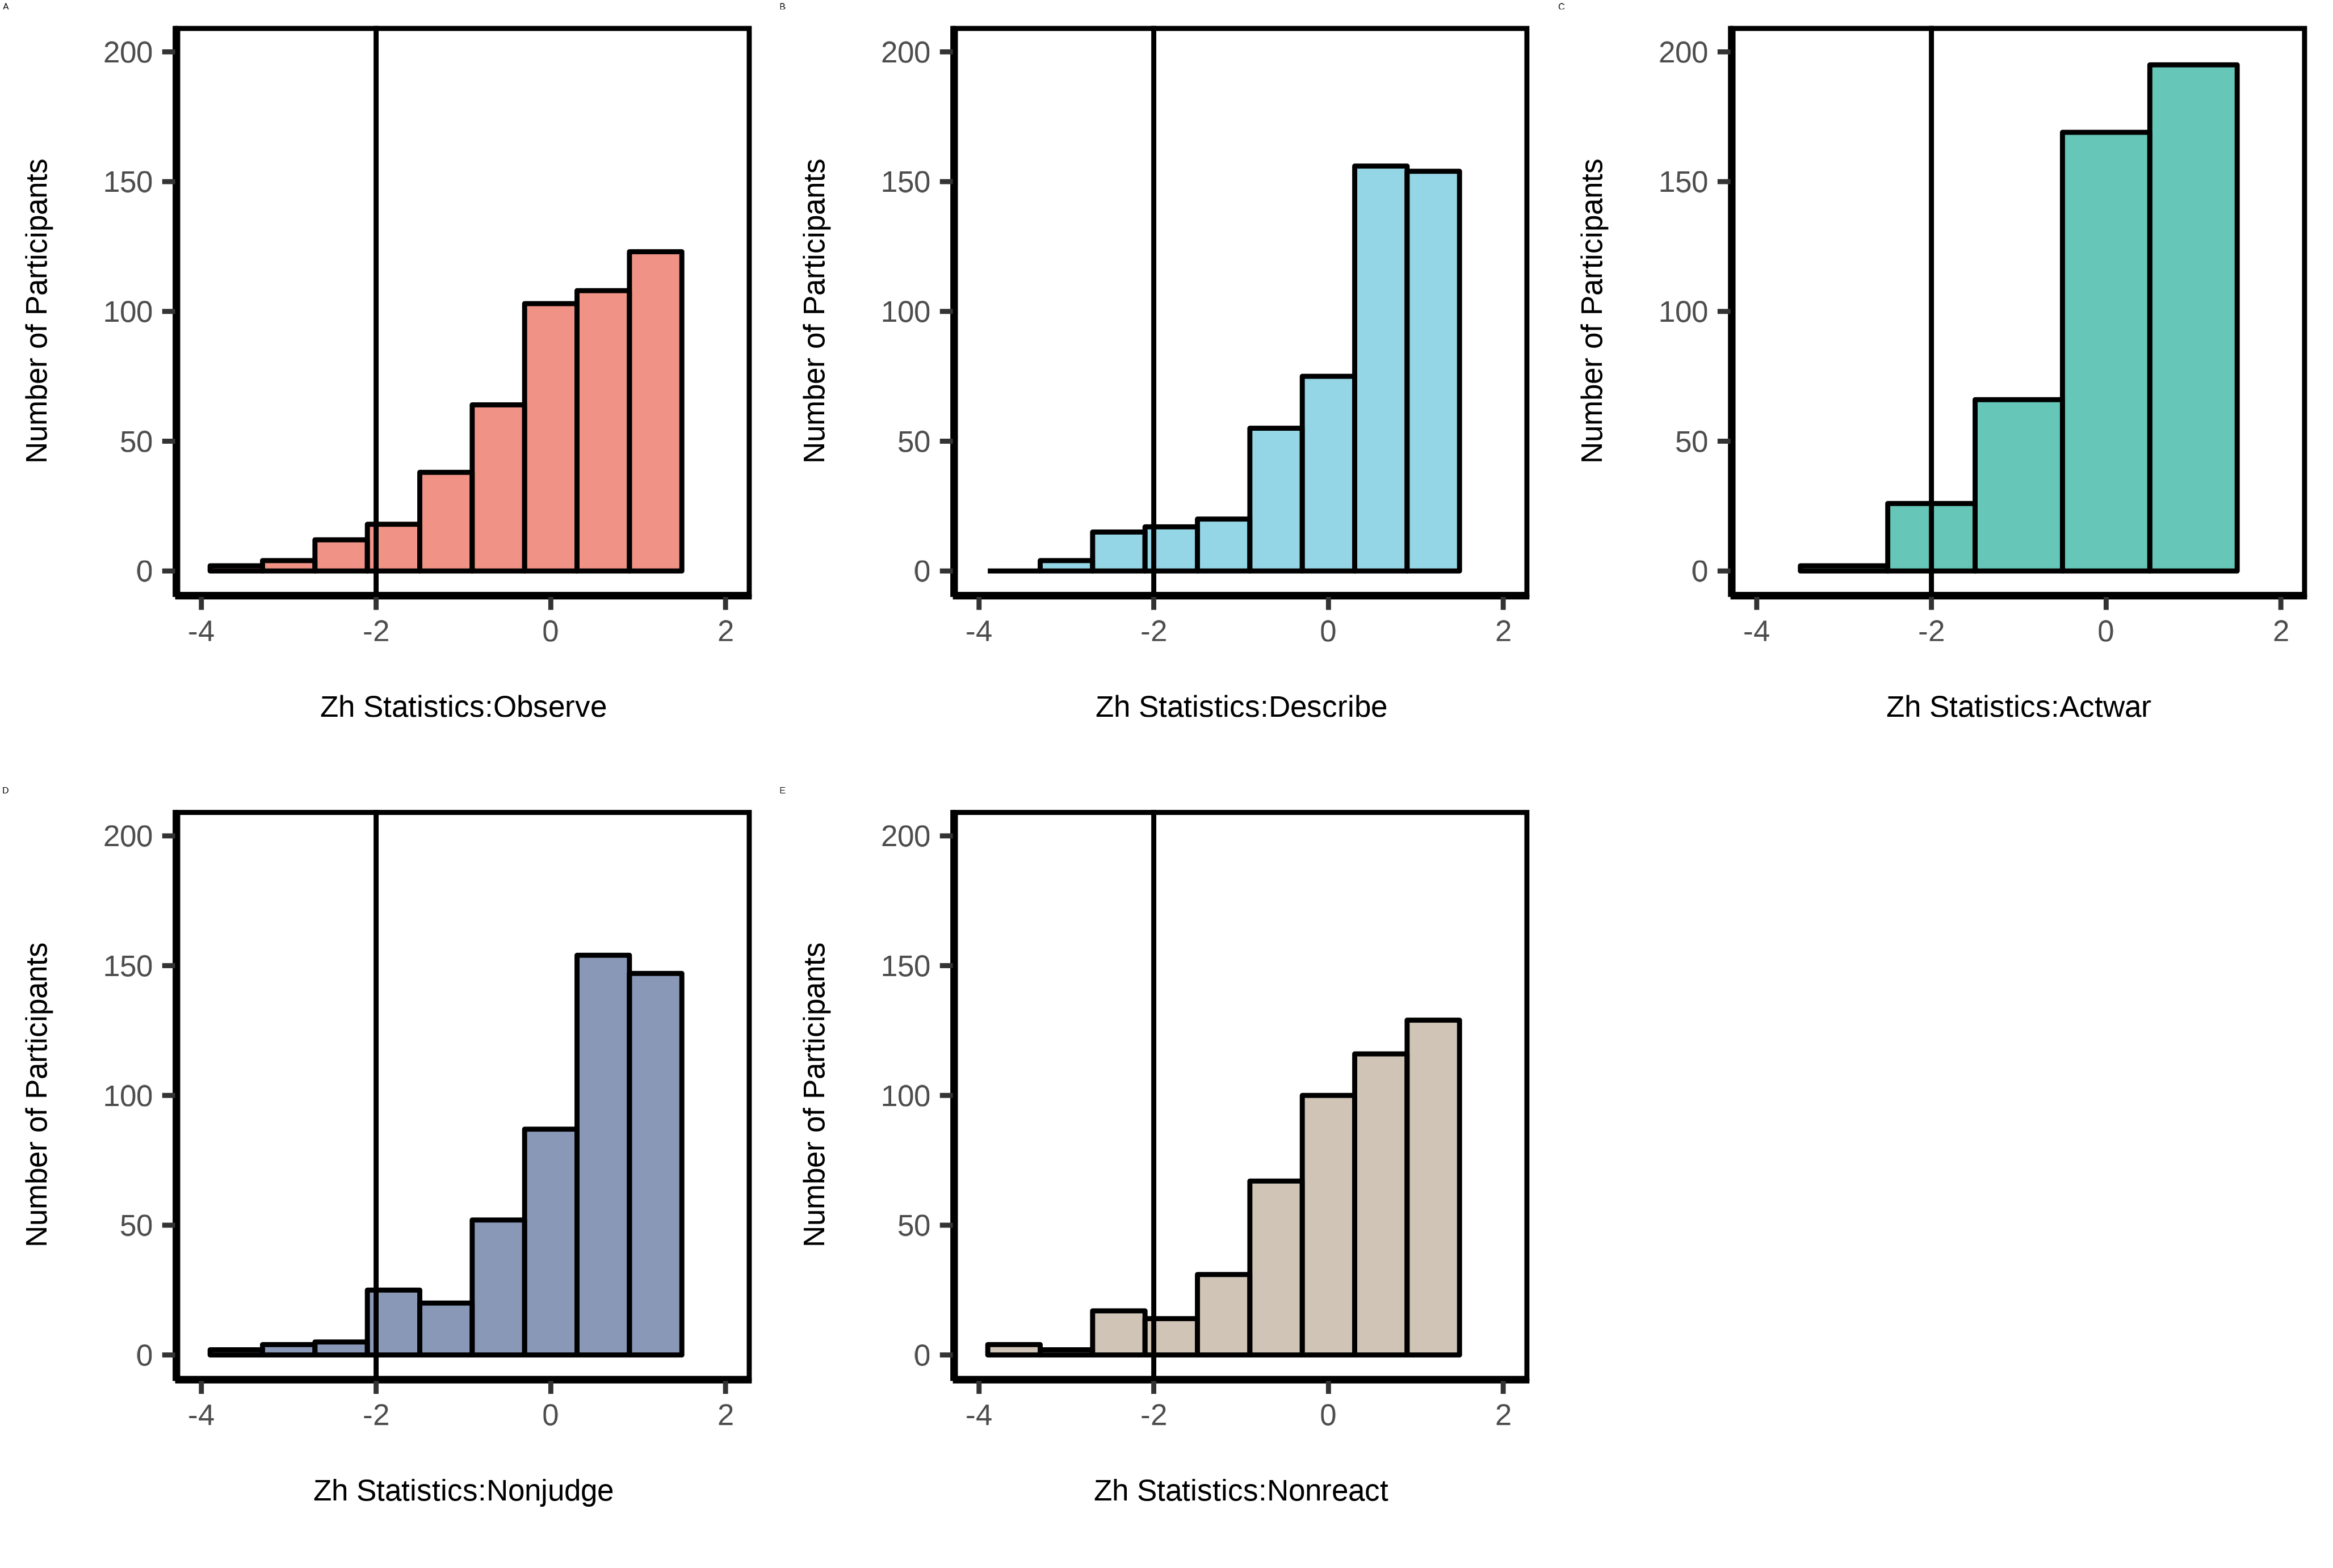 A
B
C
Number of Participants
200
150
100
50
0
-4 -2 0 2
Zh Statistics:Observe
Number of Participants
200
150
100
50
0
-4 -2 0 2
Zh Statistics:Describe
Number of Participants
200
150
100
50
0
-4 -2 0 2
Zh Statistics:Actwar
D
E
Number of Participants
200
150
100
50
0
-4 -2 0 2
Zh Statistics:Nonjudge
Number of Participants
200
150
100
50
0
-4 -2 0 2
Zh Statistics:Nonreact